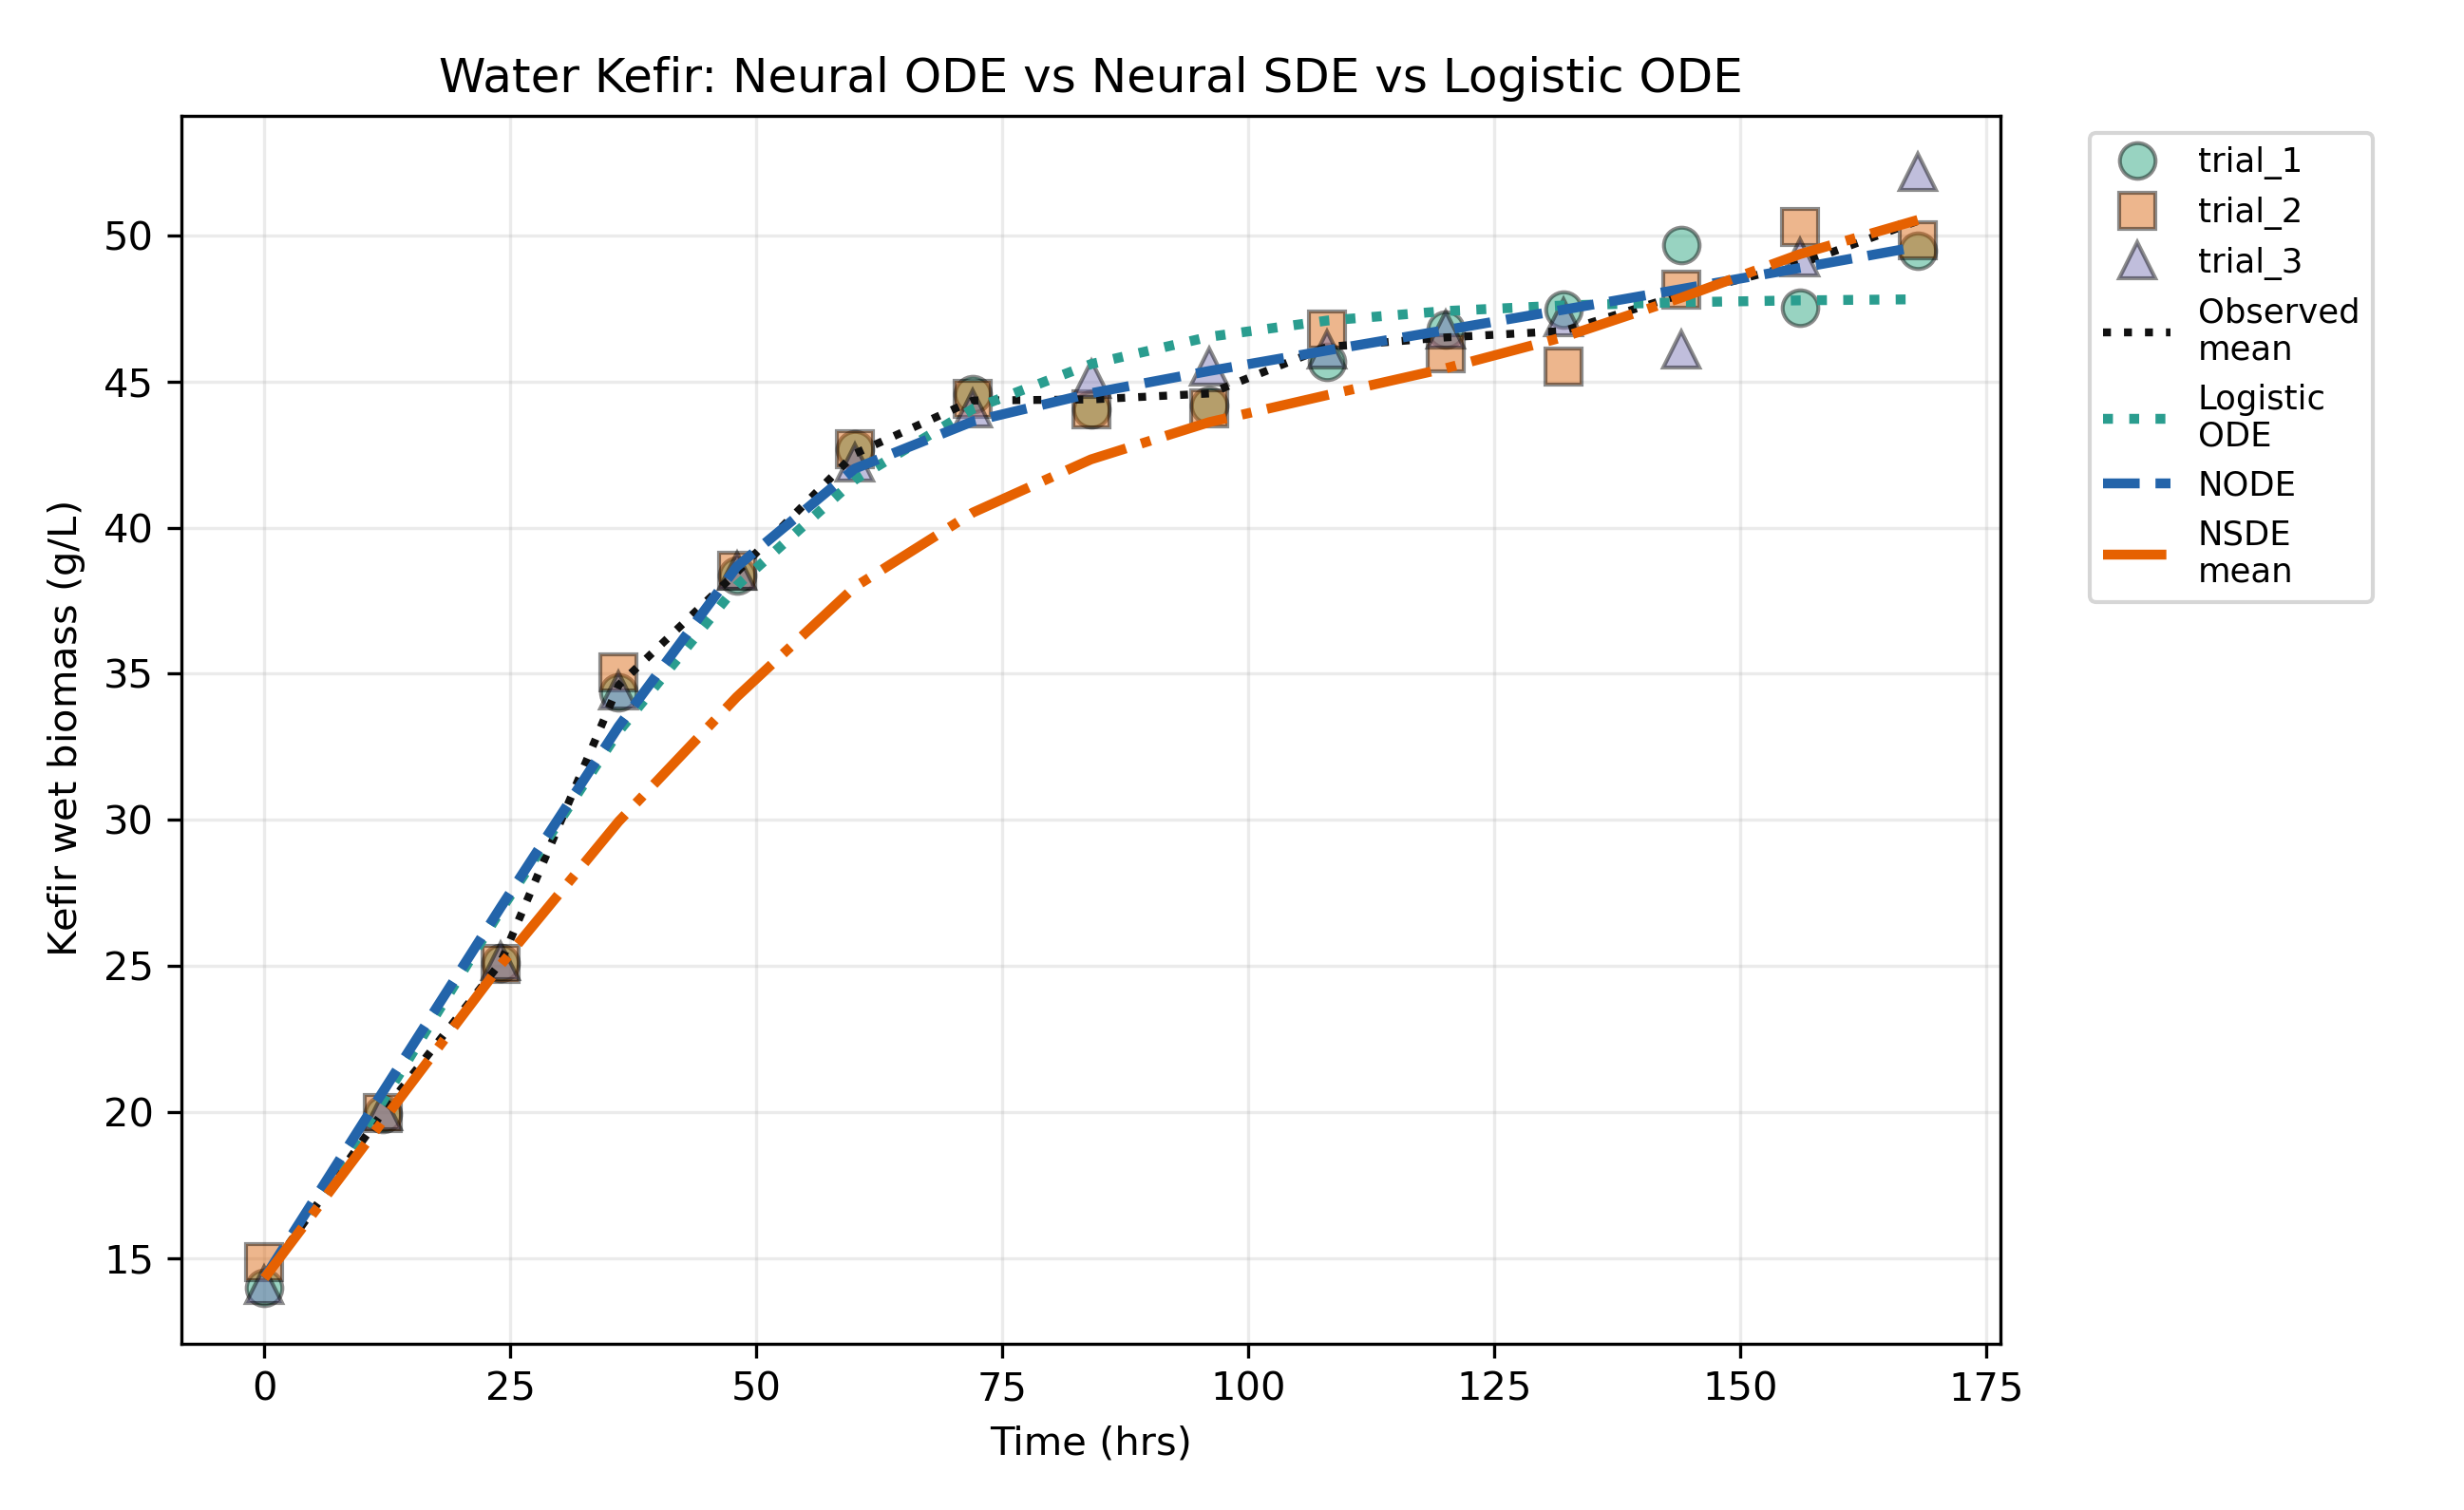 Water Kefir: Neural ODE vs Neural SDE vs Logistic ODE
Kefir wet biomass (g/L)
50
45
40
35
30
25
20
15
0
25
50
75
100
125
150
175
Time (hrs)
trial_1
trial_2
trial_3
Observed
mean
Logistic
ODE
NODE
NSDE
mean